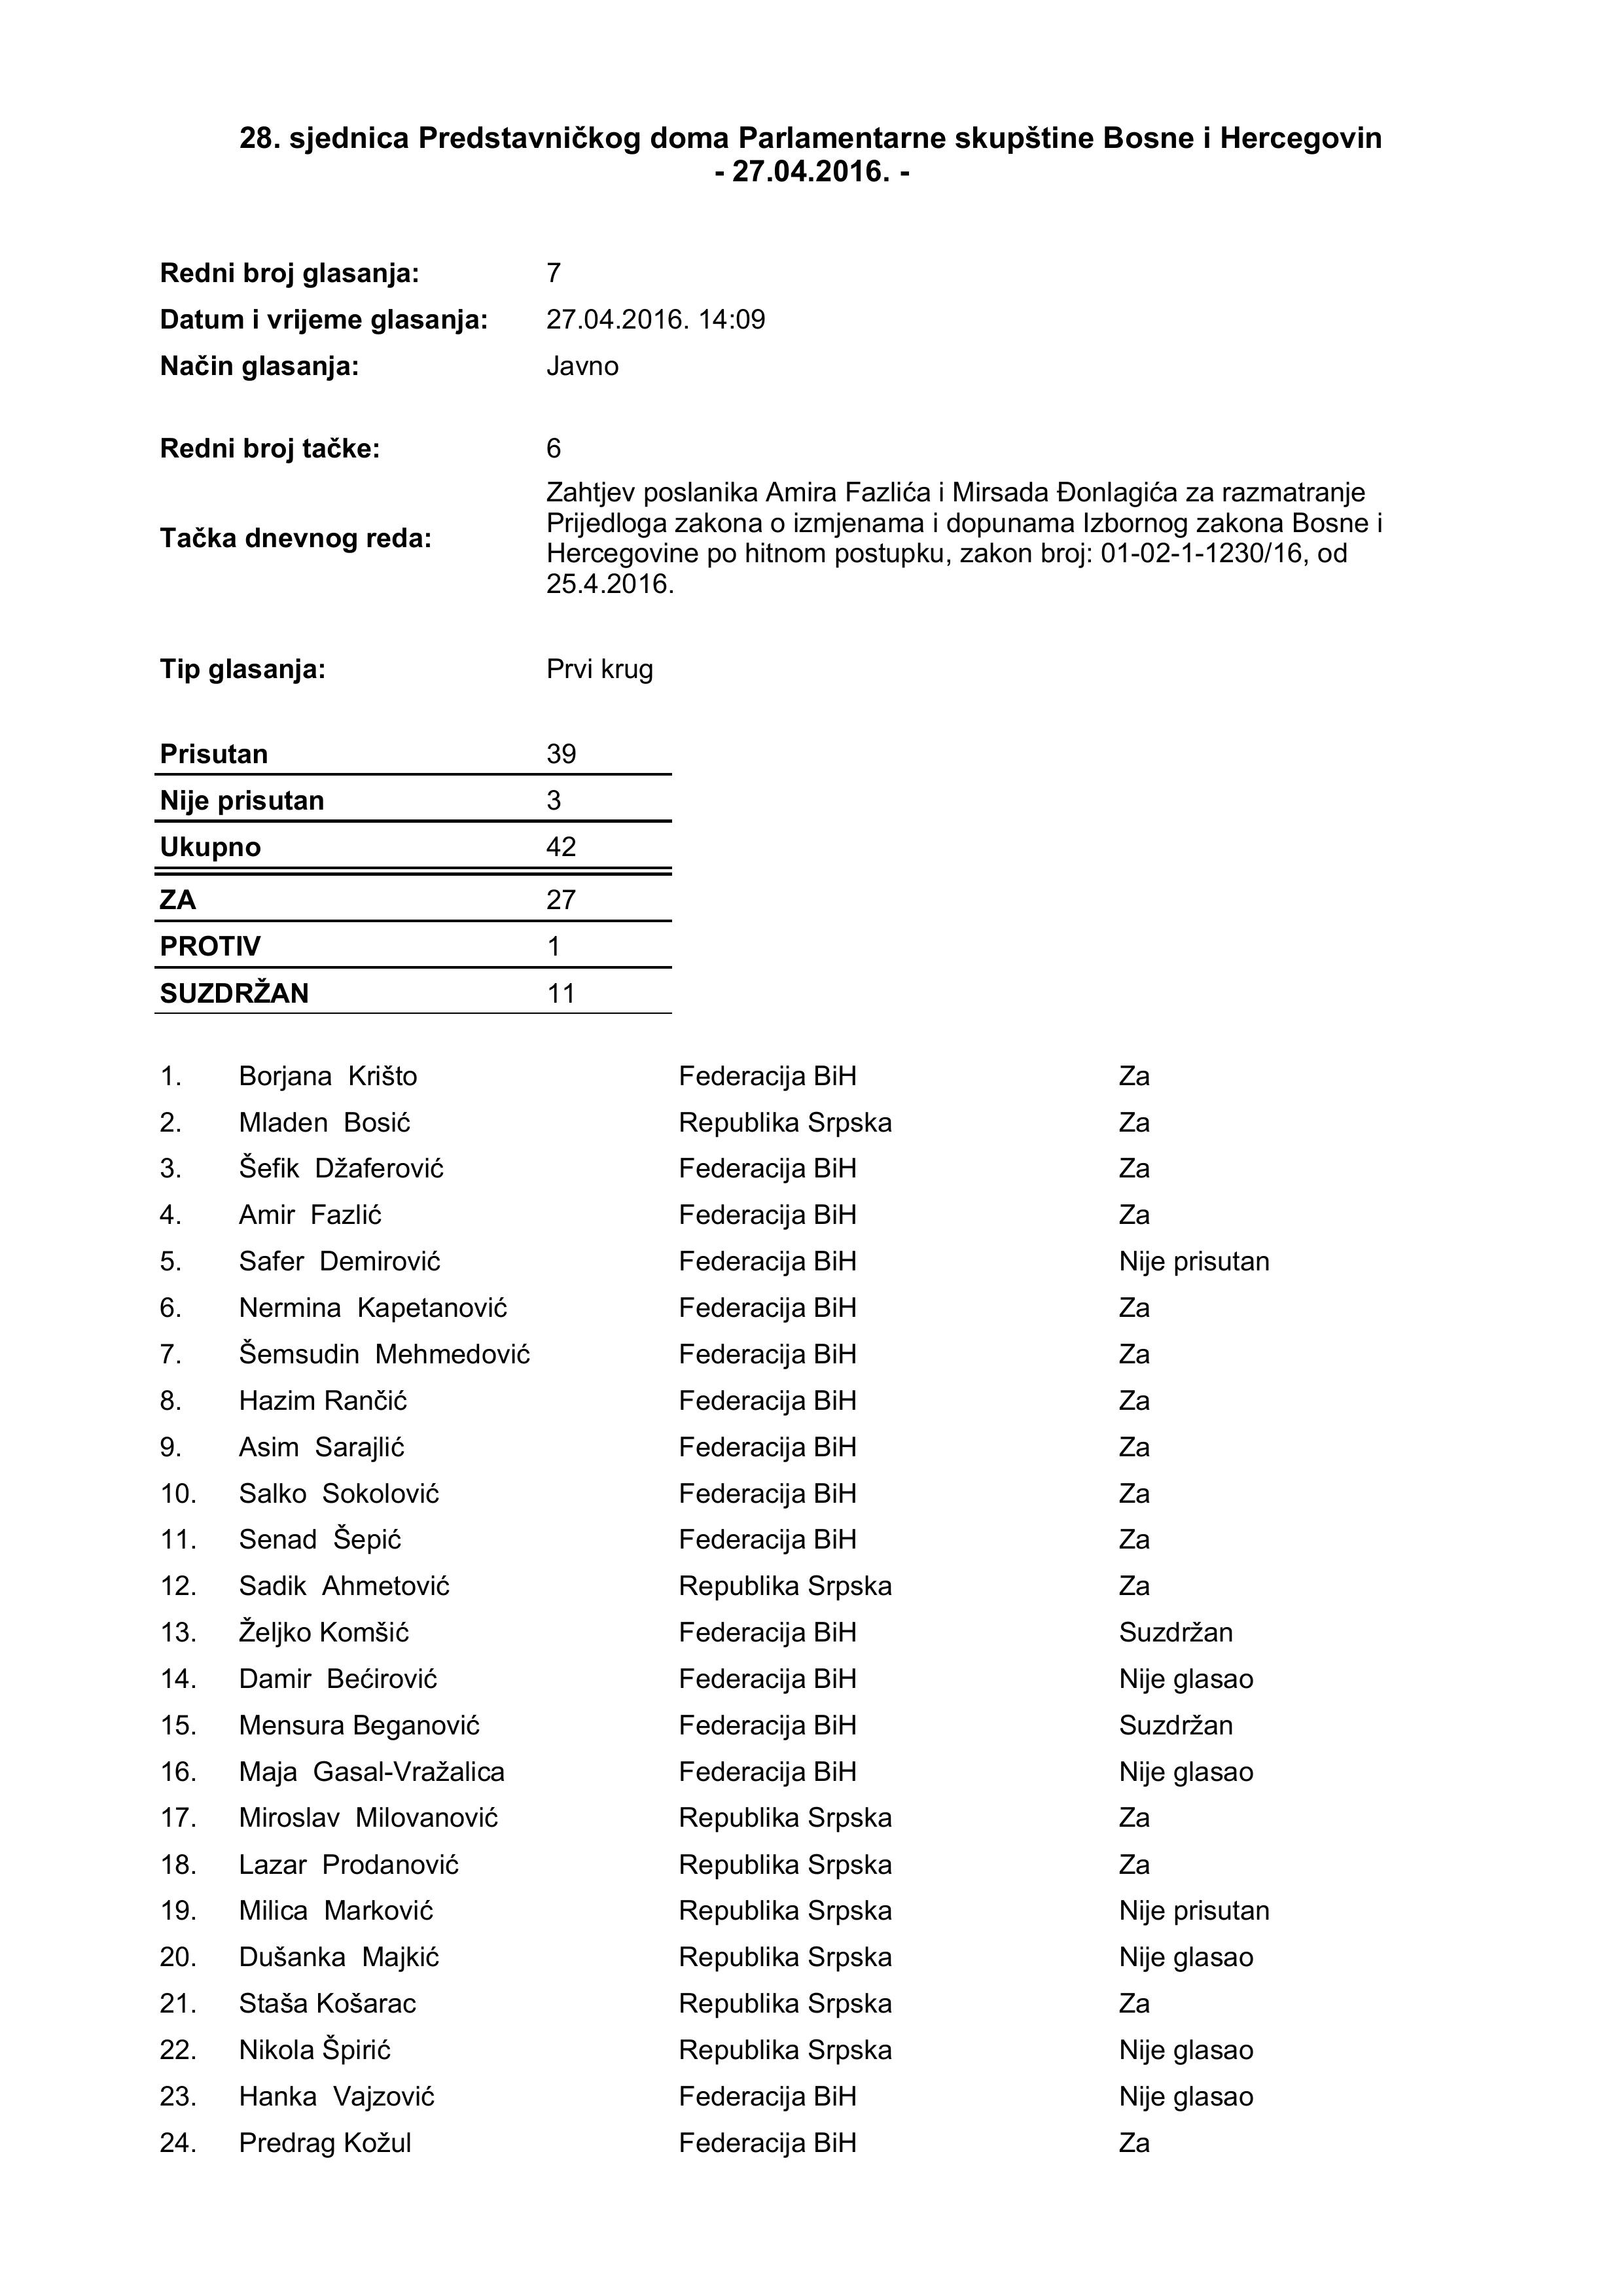 28. sjednica Predstavničkog doma Parlamentarne skupštine Bosne i Hercegovin
- 27.04.2016. -
Redni broj glasanja: 7
Datum i vrijeme glasanja: 27.04.2016. 14:09
Način glasanja: Javno
Redni broj tačke: 6
Tačka dnevnog reda: Zahtjev poslanika Amira Fazlića i Mirsada Đonlagića za razmatranje
Prijedloga zakona o izmjenama i dopunama Izbornog zakona Bosne i
Hercegovine po hitnom postupku, zakon broj: 01-02-1-1230/16, od
25.4.2016.
Tip glasanja: Prvi krug
Prisutan 39
Nije prisutan 3
Ukupno 42
ZA 27
PROTIV 1
SUZDRŽAN 11
1. Borjana Krišto Federacija BiH Za
2. Mladen Bosić Republika Srpska Za
3. Šefik Džaferović Federacija BiH Za
4. Amir Fazlić Federacija BiH Za
5. Safer Demirović Federacija BiH Nije prisutan
6. Nermina Kapetanović Federacija BiH Za
7. Šemsudin Mehmedović Federacija BiH Za
8. Hazim Rančić Federacija BiH Za
9. Asim Sarajlić Federacija BiH Za
10. Salko Sokolović Federacija BiH Za
11. Senad Šepić Federacija BiH Za
12. Sadik Ahmetović Republika Srpska Za
13. Željko Komšić Federacija BiH Suzdržan
14. Damir Bećirović Federacija BiH Nije glasao
15. Mensura Beganović Federacija BiH Suzdržan
16. Maja Gasal-Vražalica Federacija BiH Nije glasao
17. Miroslav Milovanović Republika Srpska Za
18. Lazar Prodanović Republika Srpska Za
19. Milica Marković Republika Srpska Nije prisutan
20. Dušanka Majkić Republika Srpska Nije glasao
21. Staša Košarac Republika Srpska Za
22. Nikola Špirić Republika Srpska Nije glasao
23. Hanka Vajzović Federacija BiH Nije glasao
24. Predrag Kožul Federacija BiH Za